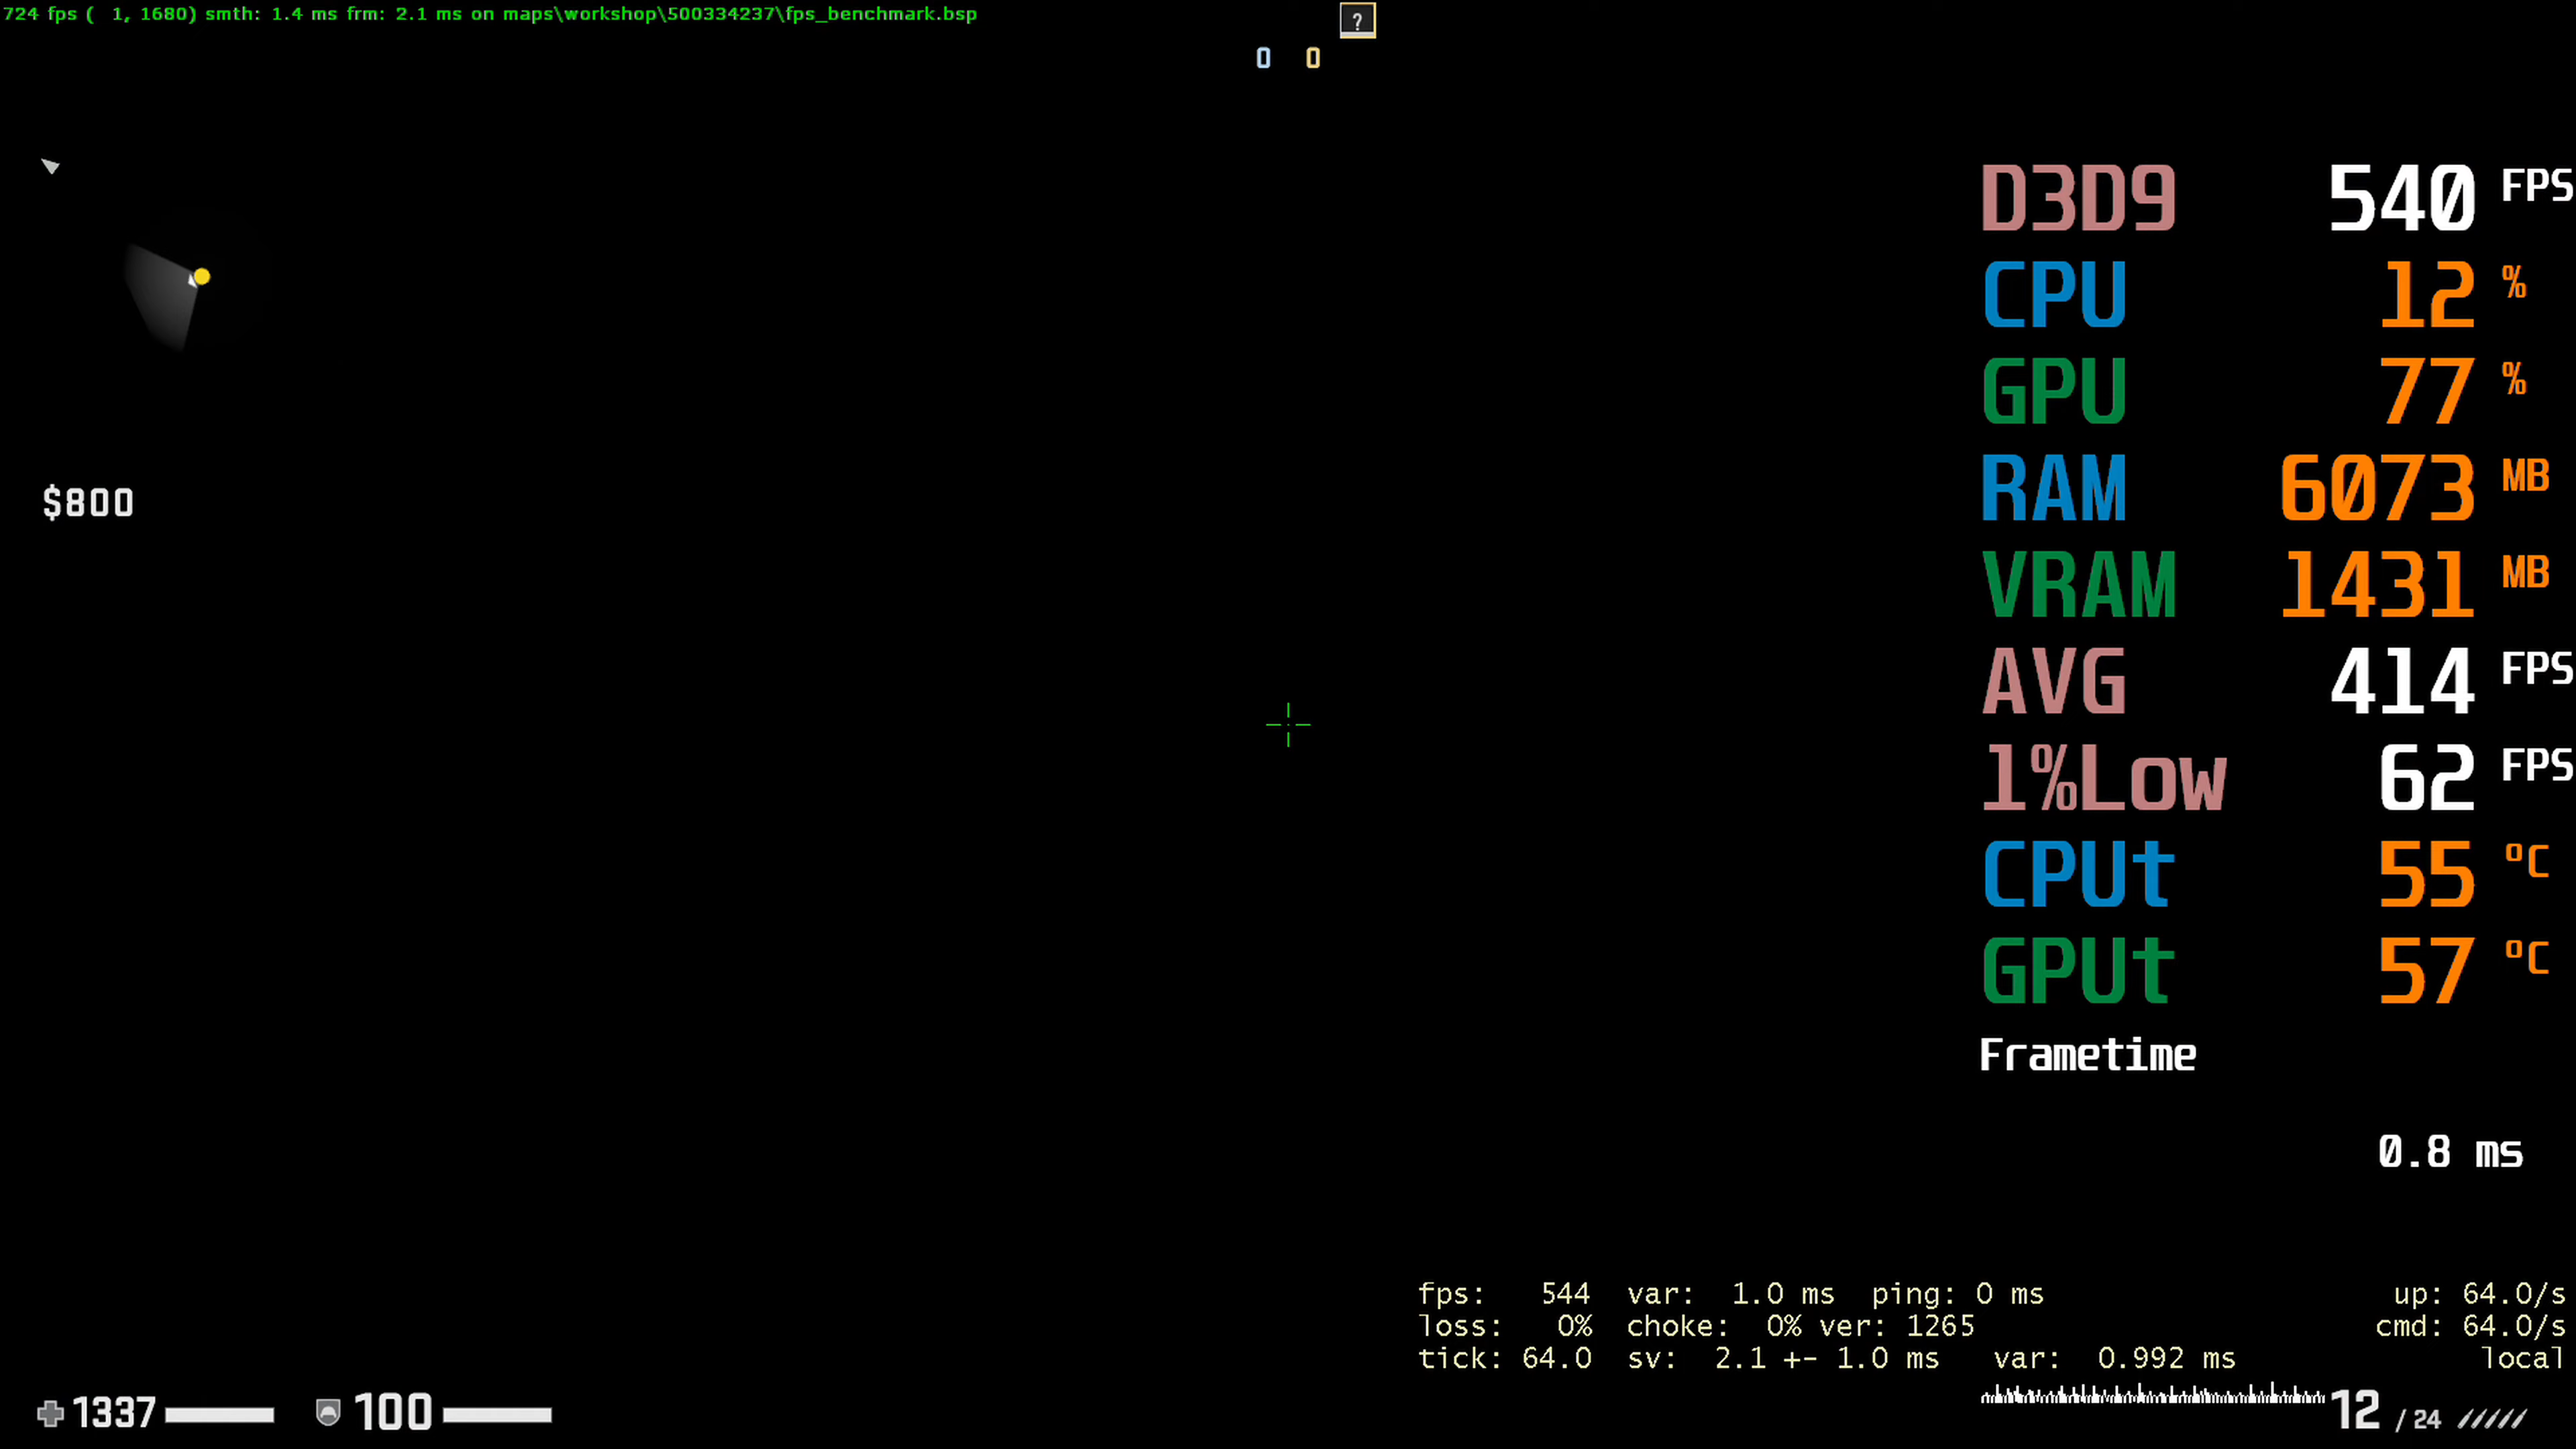 724 fps ( 1, 1680) smth: 1.4 ms frm: 2.1 ms on maps\workshop\500334237\fps_benchmark.bsp
?
0 0
D3D9 540 FPS
CPU 12 %
GPU 77 %
$800
RAM 6073 MB
VRAM 1431 MB
AVG 414 FPS
1%Low 62 FPS
CPUt 55 °C
GPUt 57 °C
Frametime
0.8 ms
fps: 544 var: 1.0 ms ping: 0 ms up: 64.0/s
loss: 0% choke: 0% ver: 1265 cmd: 64.0/s
tick: 64.0 sv: 2.1 +- 1.0 ms var: 0.992 ms local
1337 100 12 / 24